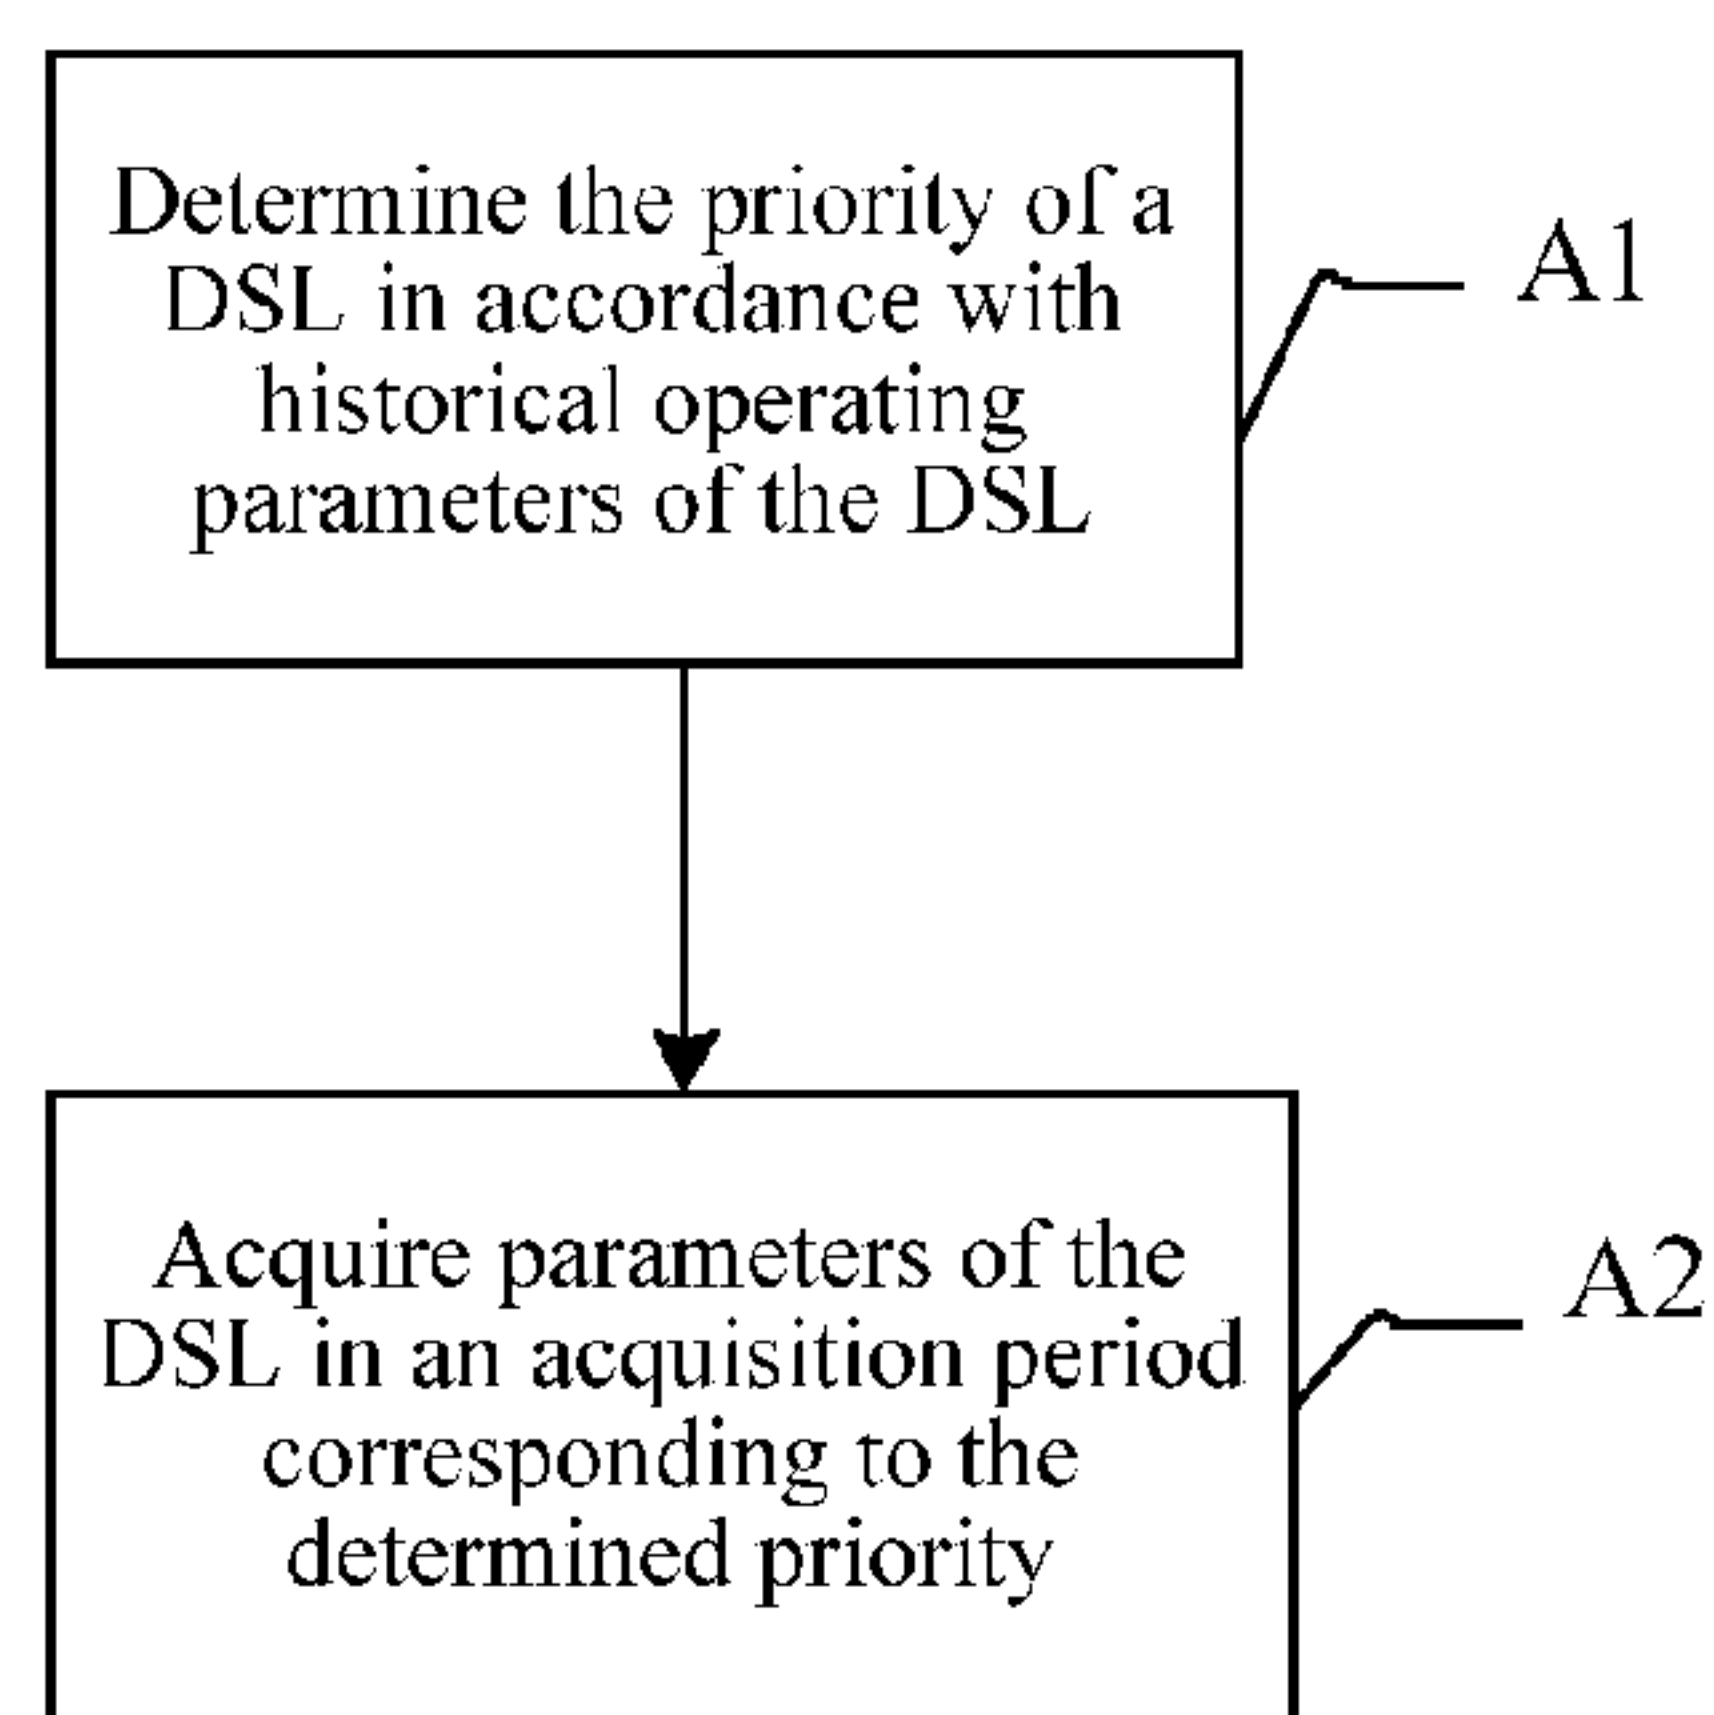 Determine the priority of a
DSL in accordance with
historical operating
parameters of the DSL
A1
Acquire parameters of the
DSL in an acquisition period
corresponding to the
determined priority
A2